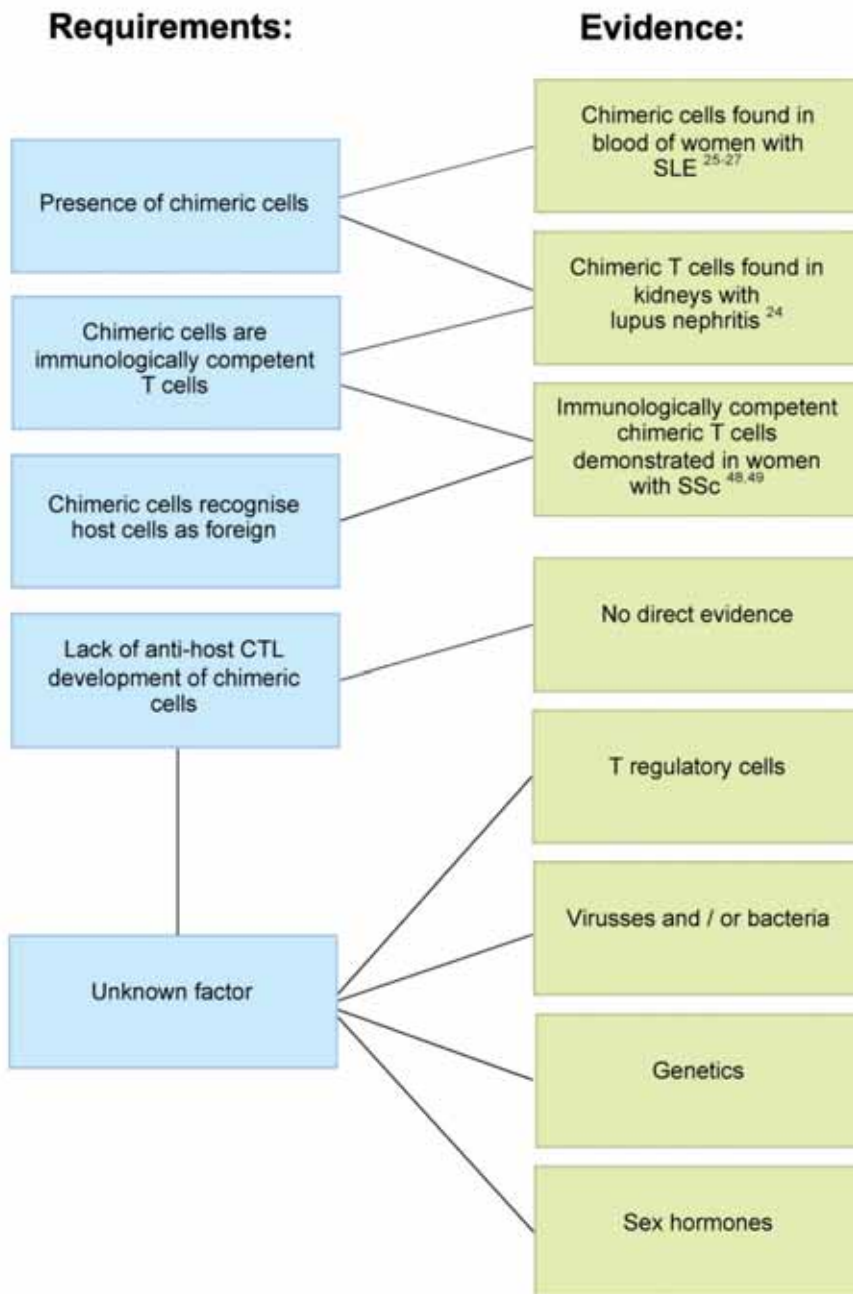 Requirements:
Evidence:
Presence of chimeric cells
Chimeric cells are
immunologically competent
T cells
Chimeric cells recognise
host cells as foreign
Lack of anti-host CTL
development of chimeric
cells
Unknown factor
Chimeric cells found in
blood of women with
SLE 25-27
Chimeric T cells found in
kidneys with
lupus nephritis 24
Immunologically competent
chimeric T cells
demonstrated in women
with SSc 48,49
No direct evidence
T regulatory cells
Virusses and / or bacteria
Genetics
Sex hormones